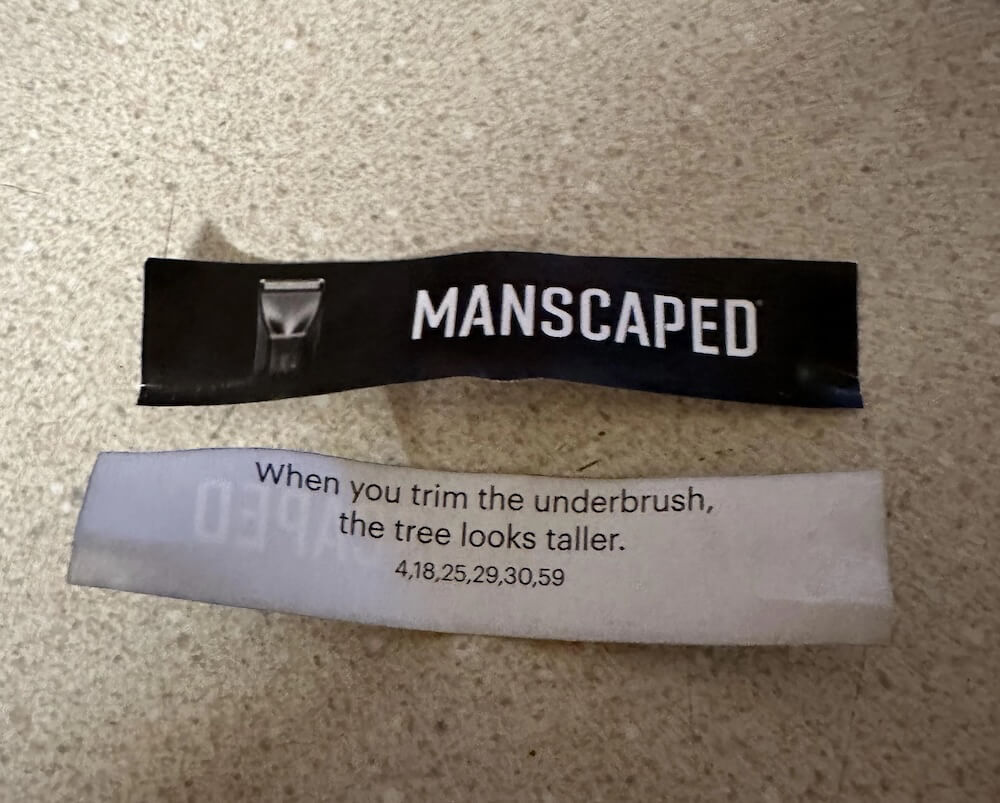 MANSCAPED
When you trim the underbrush,
the tree looks taller.
4,18,25,29,30,59